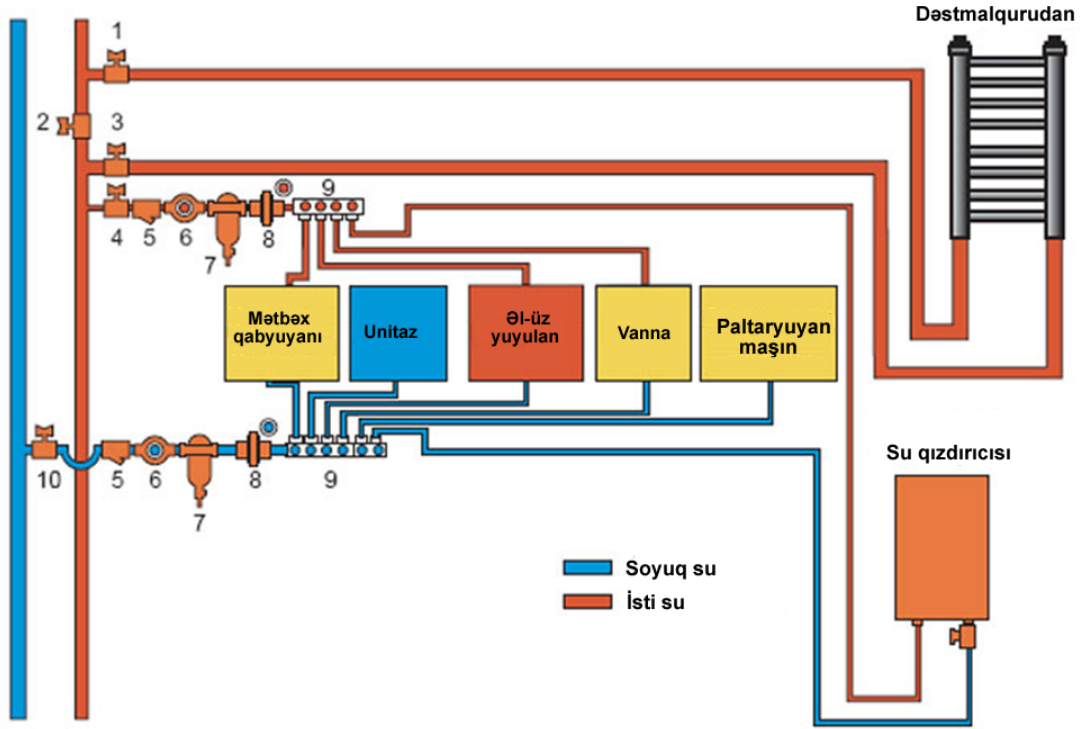 Dəstmalqurudan
1
2
3
9
4
5
6
7
8
Mətbəx
qabyuyanı
Unitaz
Əl-üz
yuyulan
Vanna
Paltaryuyan
maşın
10
5
6
7
8
9
Su qızdırıcısı
Soyuq su
İsti su